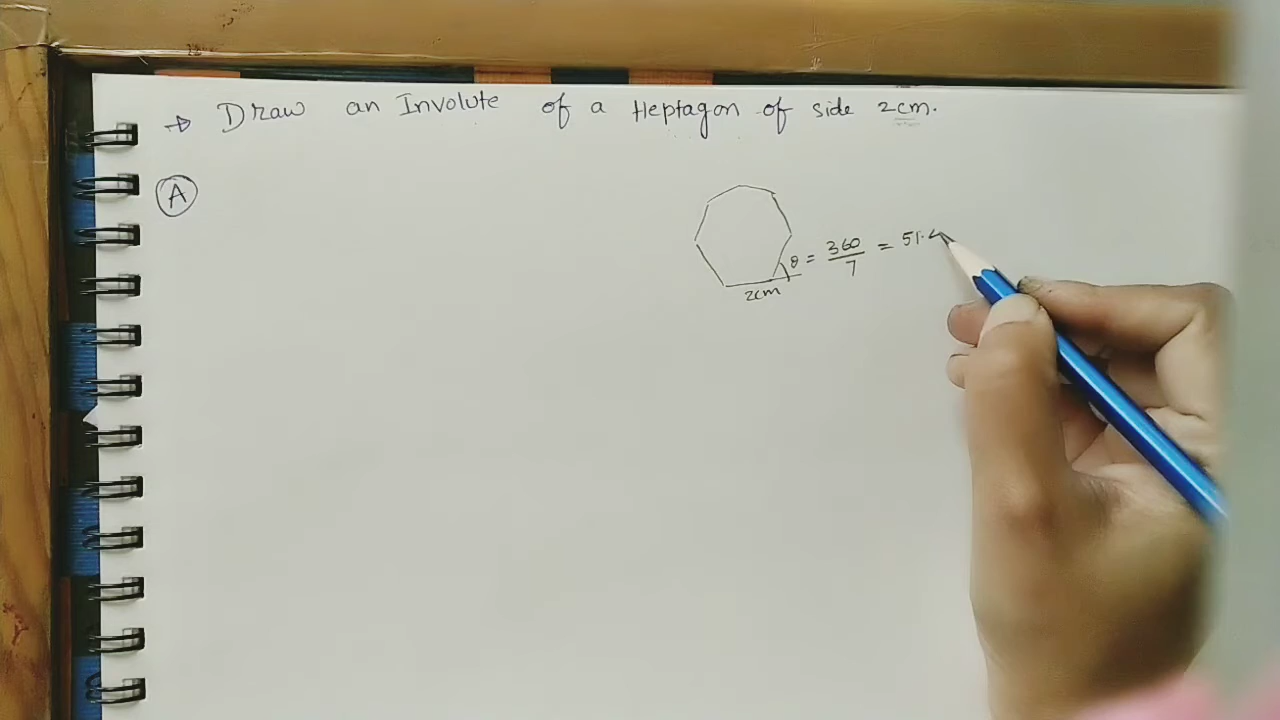 → Draw an Involute of a Heptagon of side 2cm.
A
θ = 360/7 = 51.4
2cm